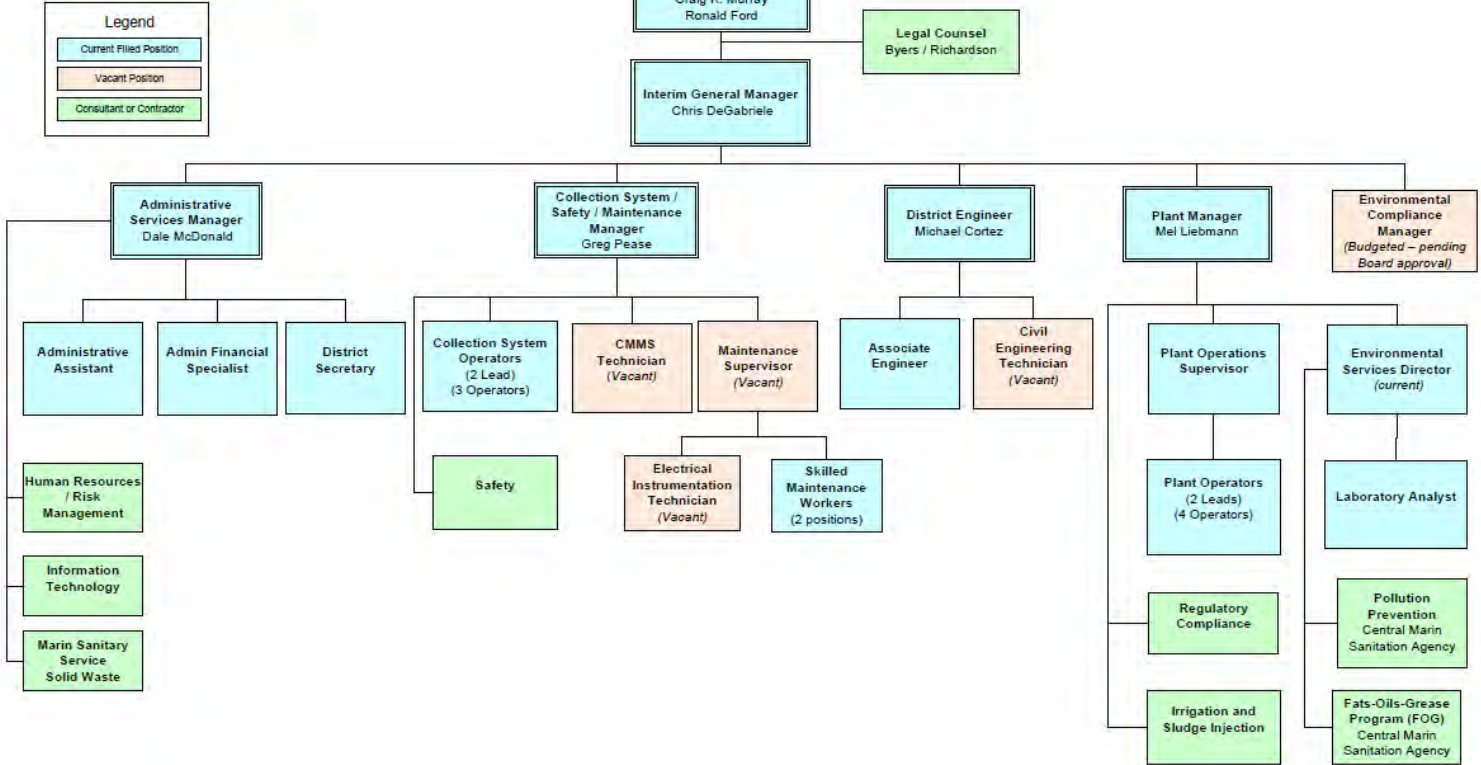 Legend
Current Filled Position
Vacant Position
Consultant or Contractor
Craig K. Murray
Ronald Ford
Legal Counsel
Byers / Richardson
Interim General Manager
Chris DeGabriele
Administrative
Services Manager
Dale McDonald
Collection System /
Safety / Maintenance
Manager
Greg Pease
District Engineer
Michael Cortez
Plant Manager
Mel Liebmann
Environmental
Compliance
Manager
(Budgeted – pending
Board approval)
Administrative
Assistant
Admin Financial
Specialist
District
Secretary
Collection System
Operators
(2 Lead)
(3 Operators)
CMMS
Technician
(Vacant)
Maintenance
Supervisor
(Vacant)
Associate
Engineer
Civil
Engineering
Technician
(Vacant)
Plant Operations
Supervisor
Environmental
Services Director
(current)
Human Resources
/ Risk
Management
Safety
Electrical
Instrumentation
Technician
(Vacant)
Skilled
Maintenance
Workers
(2 positions)
Plant Operators
(2 Leads)
(4 Operators)
Laboratory Analyst
Information
Technology
Regulatory
Compliance
Pollution
Prevention
Central Marin
Sanitation Agency
Marin Sanitary
Service
Solid Waste
Irrigation and
Sludge Injection
Fats-Oils-Grease
Program (FOG)
Central Marin
Sanitation Agency